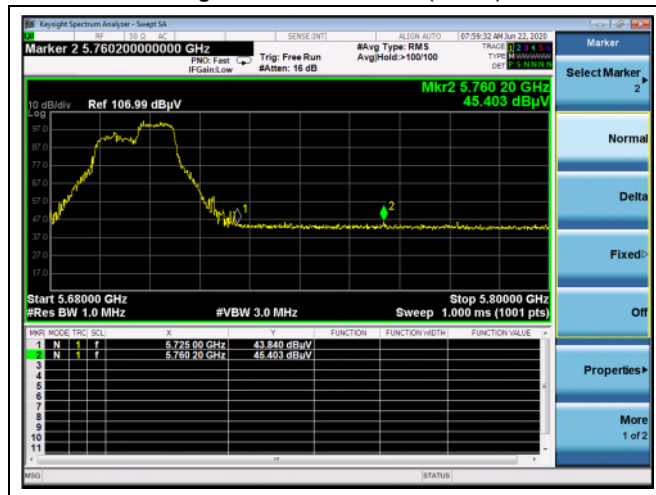 Keysight Spectrum Analyzer - Swept SA
RF 50 Ω AC SENSE:INT ALIGN AUTO 07:59:32 AM Jun 22, 2020
Marker 2 5.760200000000 GHz
PNO: Fast
IFGain:Low
Trig: Free Run
#Atten: 16 dB
#Avg Type: RMS
Avg|Hold:>100/100
TRACE 1 2 3 4 5 6
TYPE
DET P S N N N N
Mkr2 5.760 20 GHz
45.403 dBµV
10 dB/div Ref 106.99 dBµV
Log
97.0
87.0
77.0
67.0
57.0
47.0
37.0
27.0
17.0
1
2
Start 5.68000 GHz
Stop 5.80000 GHz
#Res BW 1.0 MHz
#VBW 3.0 MHz
Sweep 1.000 ms (1001 pts)
MKR MODE TRC SCL X Y FUNCTION FUNCTION WIDTH FUNCTION VALUE
1 N 1 f 5.725 00 GHz 43.840 dBµV
2 N 1 f 5.760 20 GHz 45.403 dBµV
3
4
5
6
7
8
9
10
11
MSG
STATUS
Marker
Select Marker
2
Normal
Delta
Fixed
Off
Properties
More
1 of 2